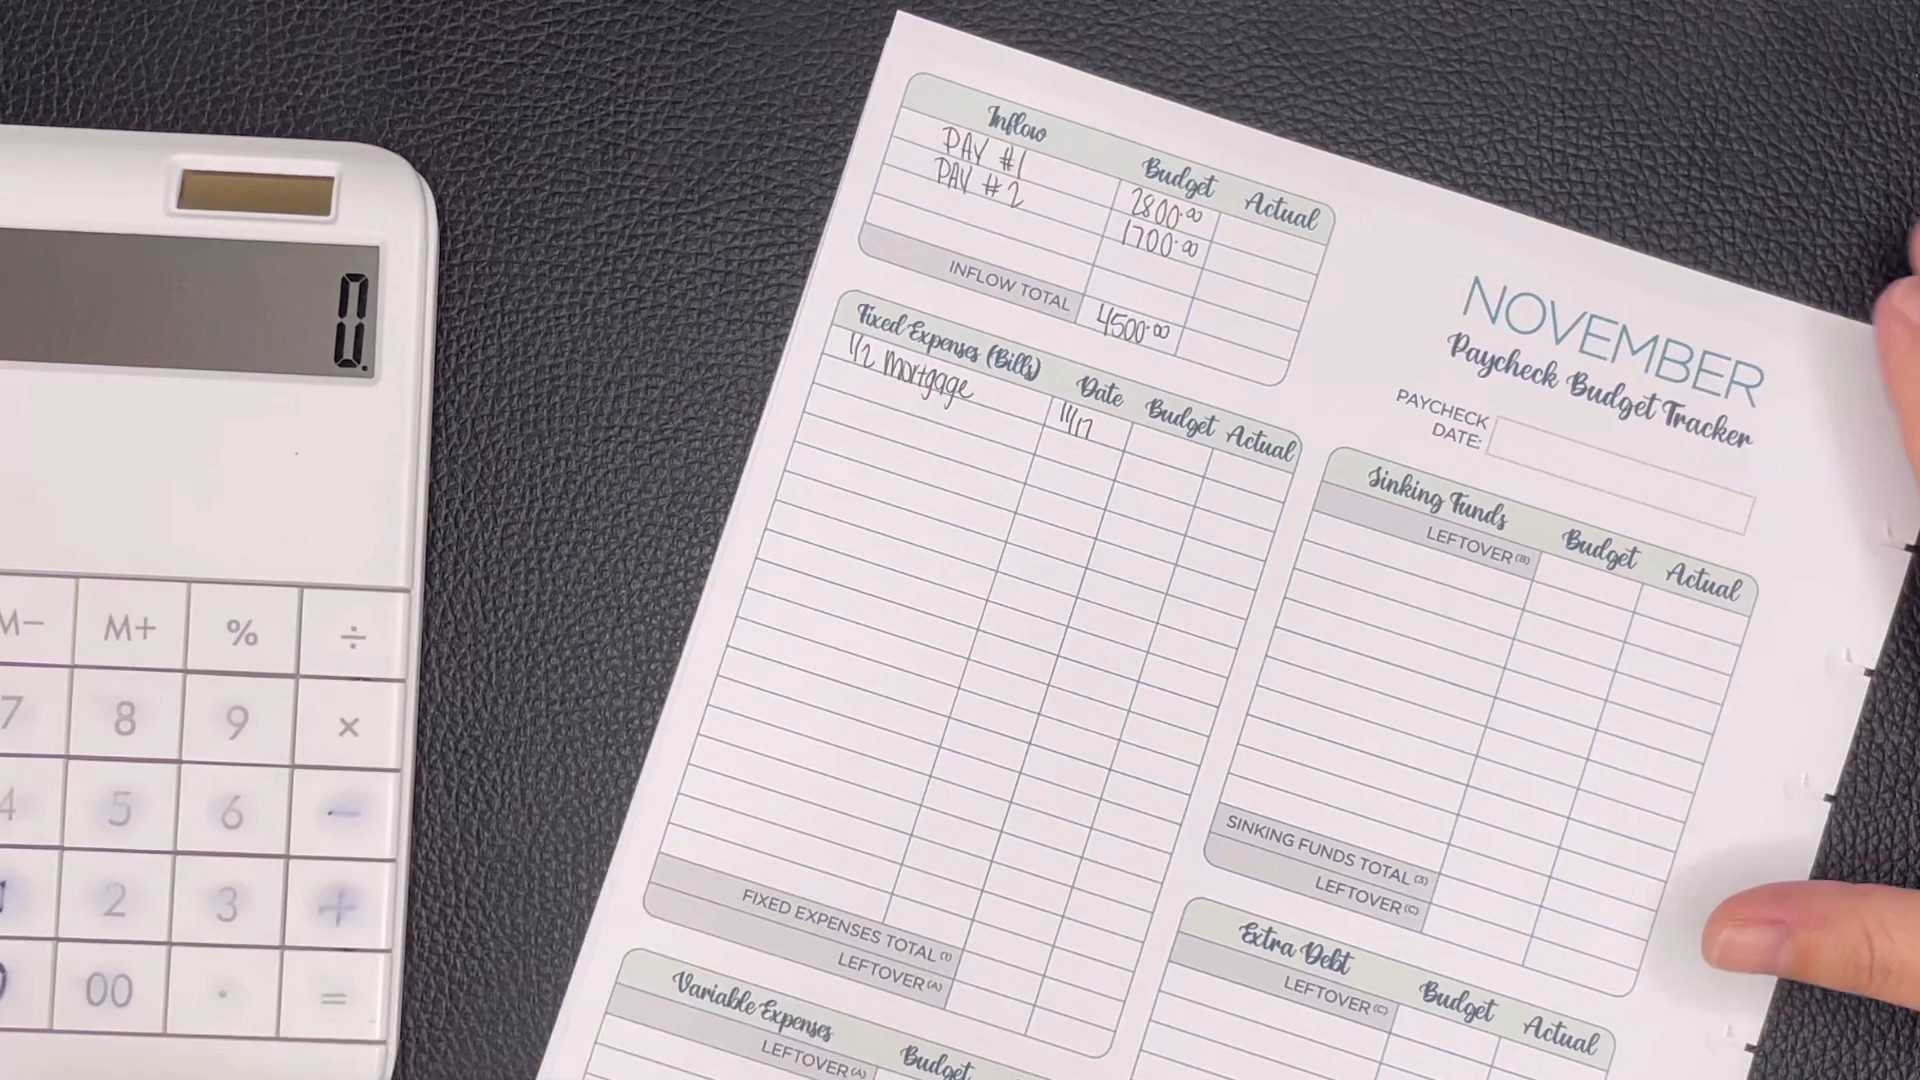 0.
M- M+ % ÷
7 8 9 ×
4 5 6 -
2 3 +
00 . =
Inflow Budget Actual
PAY #1 2800.00
PAY #2 1700.00
INFLOW TOTAL 4500.00
Fixed Expenses (Bills) Date Budget Actual
1/2 Mortgage 11/17
FIXED EXPENSES TOTAL (1)
LEFTOVER (A)
Variable Expenses Budget
LEFTOVER (A)
NOVEMBER
Paycheck Budget Tracker
PAYCHECK
DATE:
Sinking Funds Budget Actual
LEFTOVER (B)
SINKING FUNDS TOTAL (3)
LEFTOVER (C)
Extra Debt Budget Actual
LEFTOVER (C)